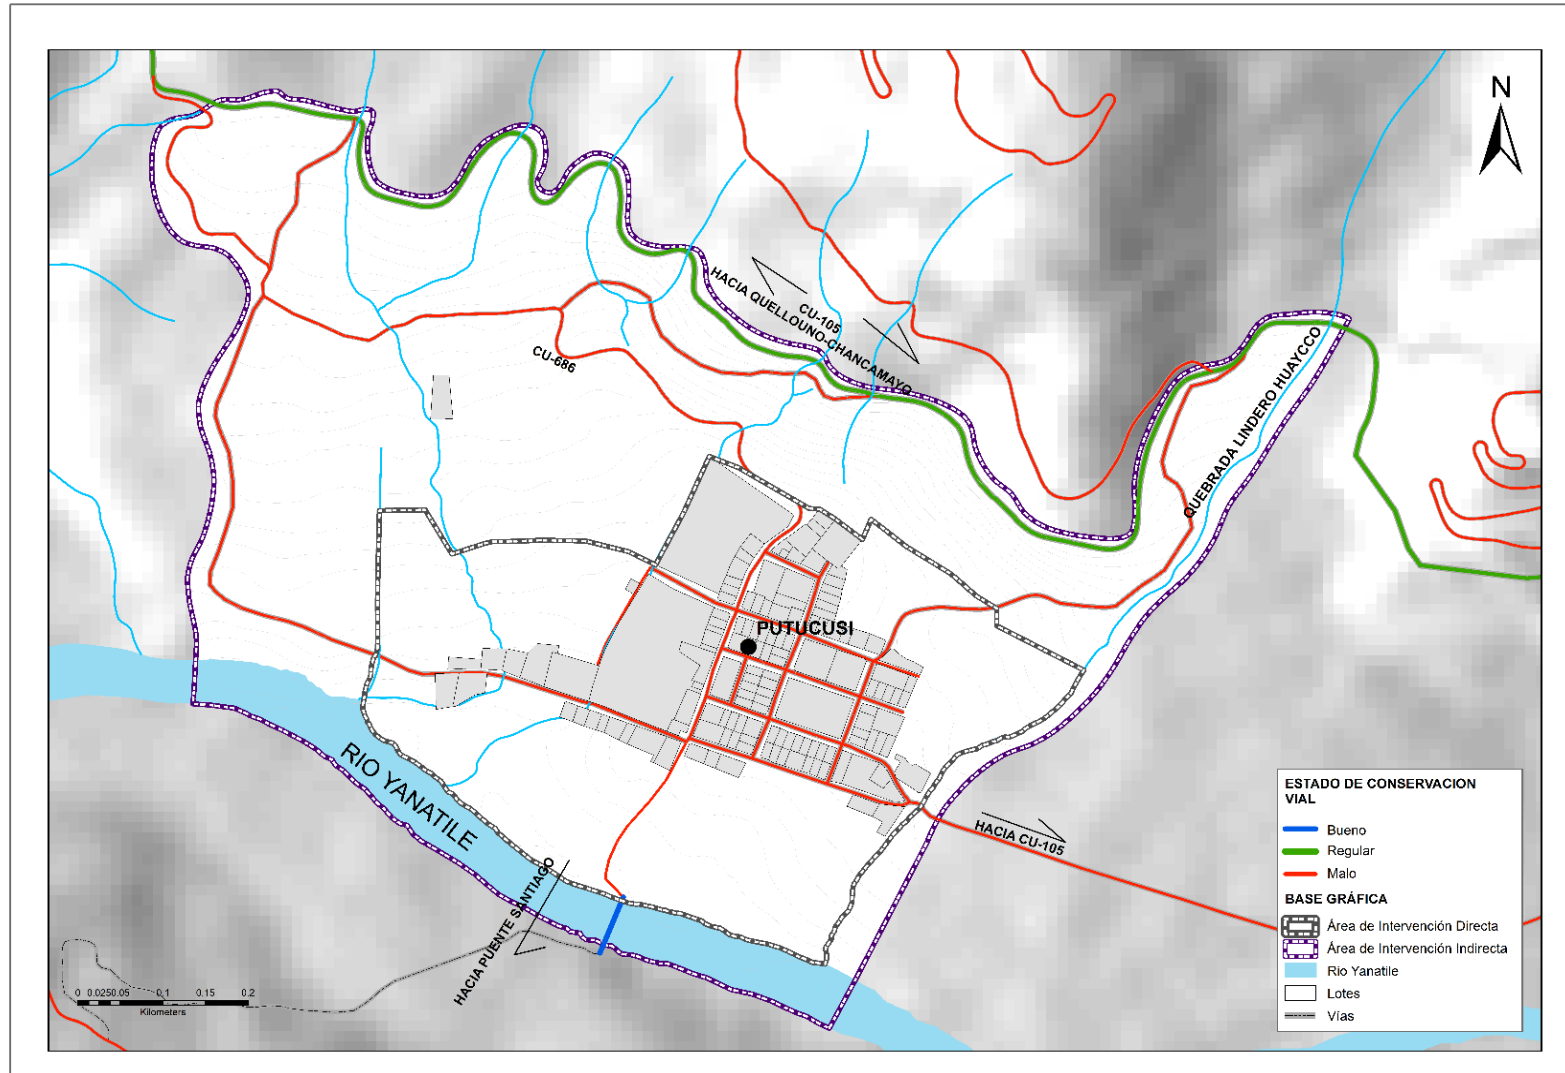 N
HACIA QUELLOUNO-CHANCAMAYO
CU-105
CU-686
QUEBRADA LINDERO HUAYCCO
PUTUCUSI
RIO YANATILE
HACIA PUENTE SANTIAGO
HACIA CU-105
0 0.0250.05 0.1 0.15 0.2
Kilometers
ESTADO DE CONSERVACION
VIAL
Bueno
Regular
Malo
BASE GRÁFICA
Área de Intervención Directa
Área de Intervención Indirecta
Rio Yanatile
Lotes
Vías